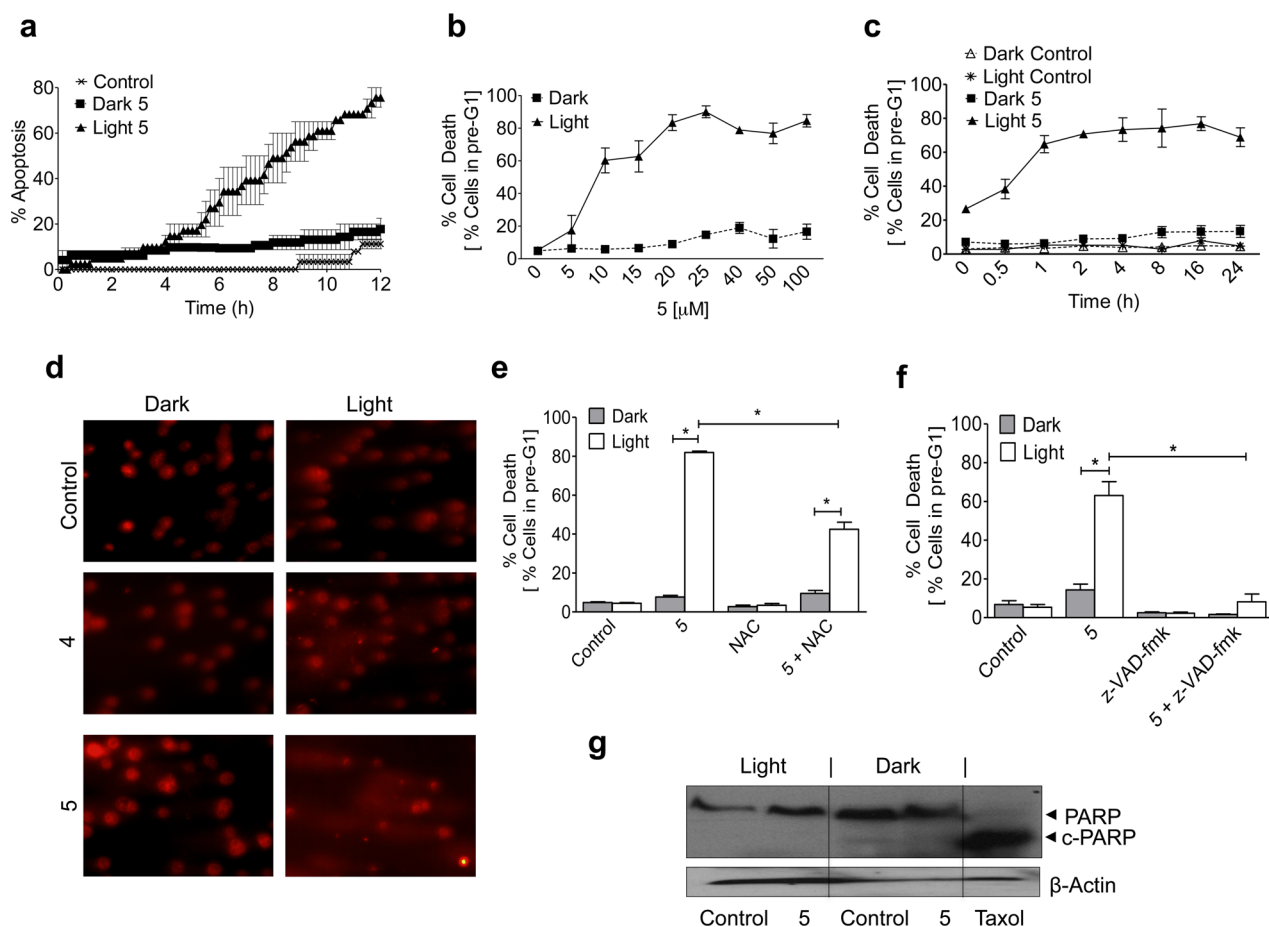 a
Control
Dark 5
Light 5
% Apoptosis
80
60
40
20
0
0 2 4 6 8 10 12
Time (h)
b
Dark
Light
% Cell Death
[ % Cells in pre-G1]
100
80
60
40
20
0
0 5 10 15 20 25 40 50 100
5 [µM]
c
Dark Control
Light Control
Dark 5
Light 5
% Cell Death
[ % Cells in pre-G1]
100
80
60
40
20
0
0 0.5 1 2 4 8 16 24
Time (h)
d
Dark Light
Control
4
5
e
Dark
Light
% Cell Death
[ % Cells in pre-G1]
100
80
60
40
20
0
*
*
*
Control 5 NAC 5 + NAC
f
Dark
Light
% Cell Death
[ % Cells in pre-G1]
100
80
60
40
20
0
*
*
Control 5 z-VAD-fmk 5 + z-VAD-fmk
g
Light | Dark |
PARP
c-PARP
β-Actin
Control 5 Control 5 Taxol